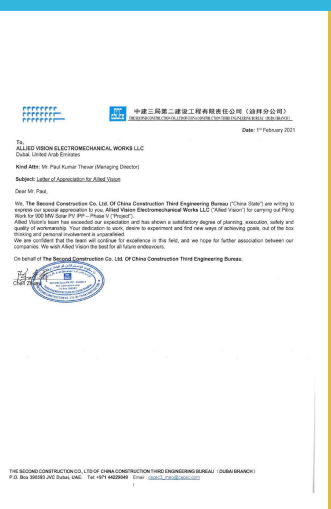 中建三局第二建设工程有限责任公司（迪拜分公司）
THE SECOND CONSTRUCTION CO., LTD OF CHINA CONSTRUCTION THIRD ENGINEERING BUREAU (DUBAI BRANCH)
Date: 1st February 2021
To,
ALLIED VISION ELECTROMECHANICAL WORKS LLC
Dubai, United Arab Emirates
Kind Attn: Mr. Paul Kumar Thevar (Managing Director)
Subject: Letter of Appreciation for Allied Vision
Dear Mr. Paul,
We, The Second Construction Co. Ltd. Of China Construction Third Engineering Bureau ("China State") are writing to
express our special appreciation to you, Allied Vision Electromechanical Works LLC ("Allied Vision") for carrying out Piling
Work for 900 MW Solar PV IPP – Phase V ("Project").
Allied Vision's team has exceeded our expectation and has shown a satisfactory degree of planning, execution, safety and
quality of workmanship. Your dedication to work, desire to experiment and find new ways of achieving goals, out of the box
thinking and personal involvement is unparalleled.
We are confident that the team will continue for excellence in this field, and we hope for further association between our
companies. We wish Allied Vision the best for all future endeavours.
On behalf of The Second Construction Co. Ltd. Of China Construction Third Engineering Bureau.
Chen
THE SECOND CONSTRUCTION CO., LTD OF CHINA CONSTRUCTION THIRD ENGINEERING BUREAU (DUBAI BRANCH)
P.O. Box 390593 JVC Dubai, UAE. Tel:+971 44229849 Email :